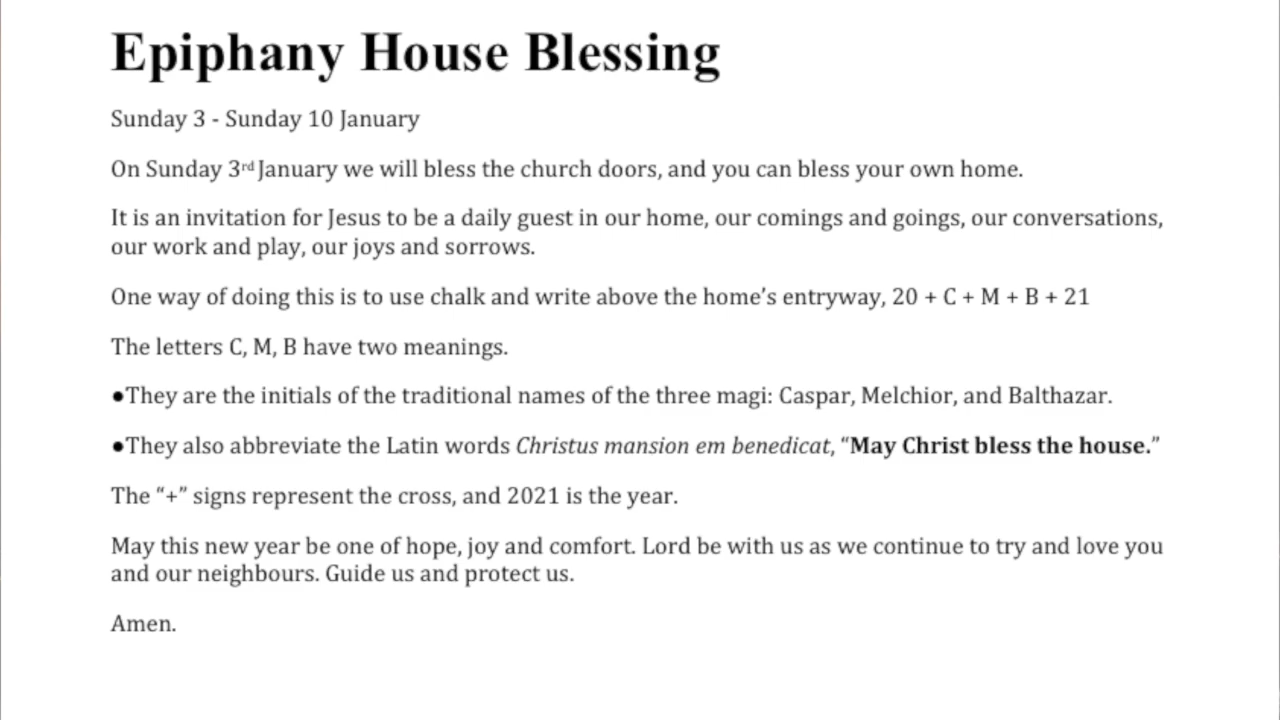 Epiphany House Blessing
Sunday 3 - Sunday 10 January
On Sunday 3rd January we will bless the church doors, and you can bless your own home.
It is an invitation for Jesus to be a daily guest in our home, our comings and goings, our conversations,
our work and play, our joys and sorrows.
One way of doing this is to use chalk and write above the home’s entryway, 20 + C + M + B + 21
The letters C, M, B have two meanings.
●They are the initials of the traditional names of the three magi: Caspar, Melchior, and Balthazar.
●They also abbreviate the Latin words Christus mansion em benedicat, “May Christ bless the house.”
The “+” signs represent the cross, and 2021 is the year.
May this new year be one of hope, joy and comfort. Lord be with us as we continue to try and love you
and our neighbours. Guide us and protect us.
Amen.